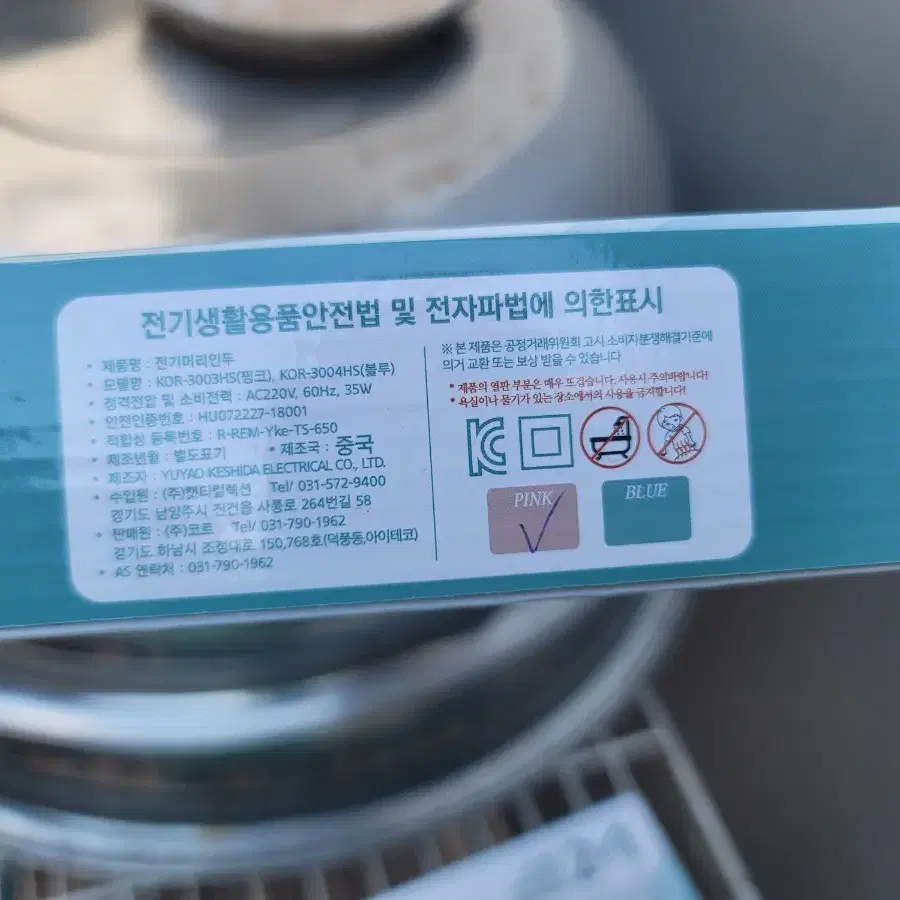 전기생활용품안전법 및 전자파법에 의한표시
• 제품명 : 전기머리인두
• 모델명 : KOR-3003HS(핑크), KOR-3004HS(블루)
• 정격전압 및 소비전력 : AC220V, 60Hz, 35W
• 안전인증번호 : HU072227-18001
• 적합성 등록번호 : R-REM-Yke-TS-650
• 제조년월 : 별도표기 • 제조국 : 중국
• 제조자 : YUYAO KESHIDA ELECTRICAL CO., LTD.
• 수입원 : (주)캣티컬렉션 Tel/ 031-572-9400
경기도 남양주시 진건읍 사릉로 264번길 58
• 판매원 : (주)코르 Tel/ 031-790-1962
경기도 하남시 조정대로 150,768호(덕풍동,아이테코)
• AS 연락처 : 031-790-1962
※ 본 제품은 공정거래위원회 고시 소비자분쟁해결기준에
의거 교환 또는 보상 받을 수 있습니다
* 제품의 열판 부분은 매우 뜨겁습니다. 사용시 주의바랍니다!
* 욕실이나 물기가 있는 장소에서의 사용을 금지합니다!
PINK
BLUE